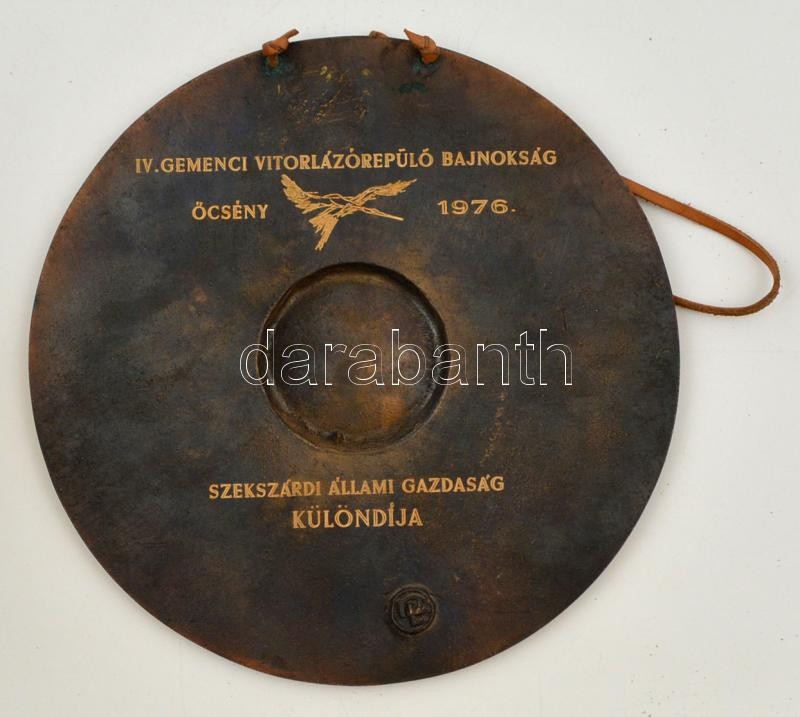 IV. GEMENCI VITORLÁZÓREPÜLŐ BAJNOKSÁG
ŐCSÉNY 1976.
darabanth
SZEKSZÁRDI ÁLLAMI GAZDASÁG
KÜLÖNDÍJA